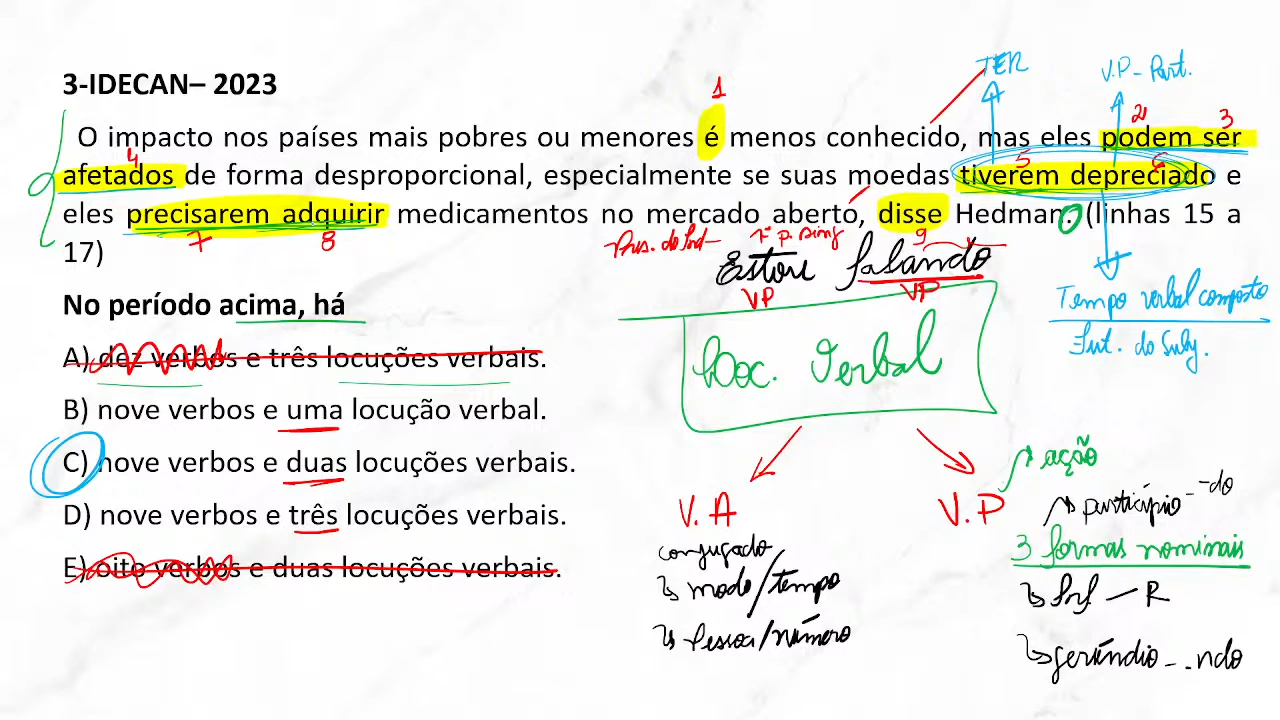 3-IDECAN– 2023
TER
V.P - Part.
1
2
3
O impacto nos países mais pobres ou menores é menos conhecido, mas eles podem ser
4
5
6
afetados de forma desproporcional, especialmente se suas moedas tiverem depreciado e
eles precisarem adquirir medicamentos no mercado aberto, disse Hedman. (linhas 15 a
17)
7
8
9
Pres. do Ind
1ª p. sing
Estou falando
VP
VP
Tempo verbal composto
Fut. do Subj.
No período acima, há
A) dez verbos e três locuções verbais.
B) nove verbos e uma locução verbal.
C) nove verbos e duas locuções verbais.
D) nove verbos e três locuções verbais.
E) oito verbos e duas locuções verbais.
Loc. Verbal
V.A
conjugado
modo/tempo
Pessoa/número
V.P
ação
particípio - -do
3 formas nominais
Inf — R
gerúndio - .ndo